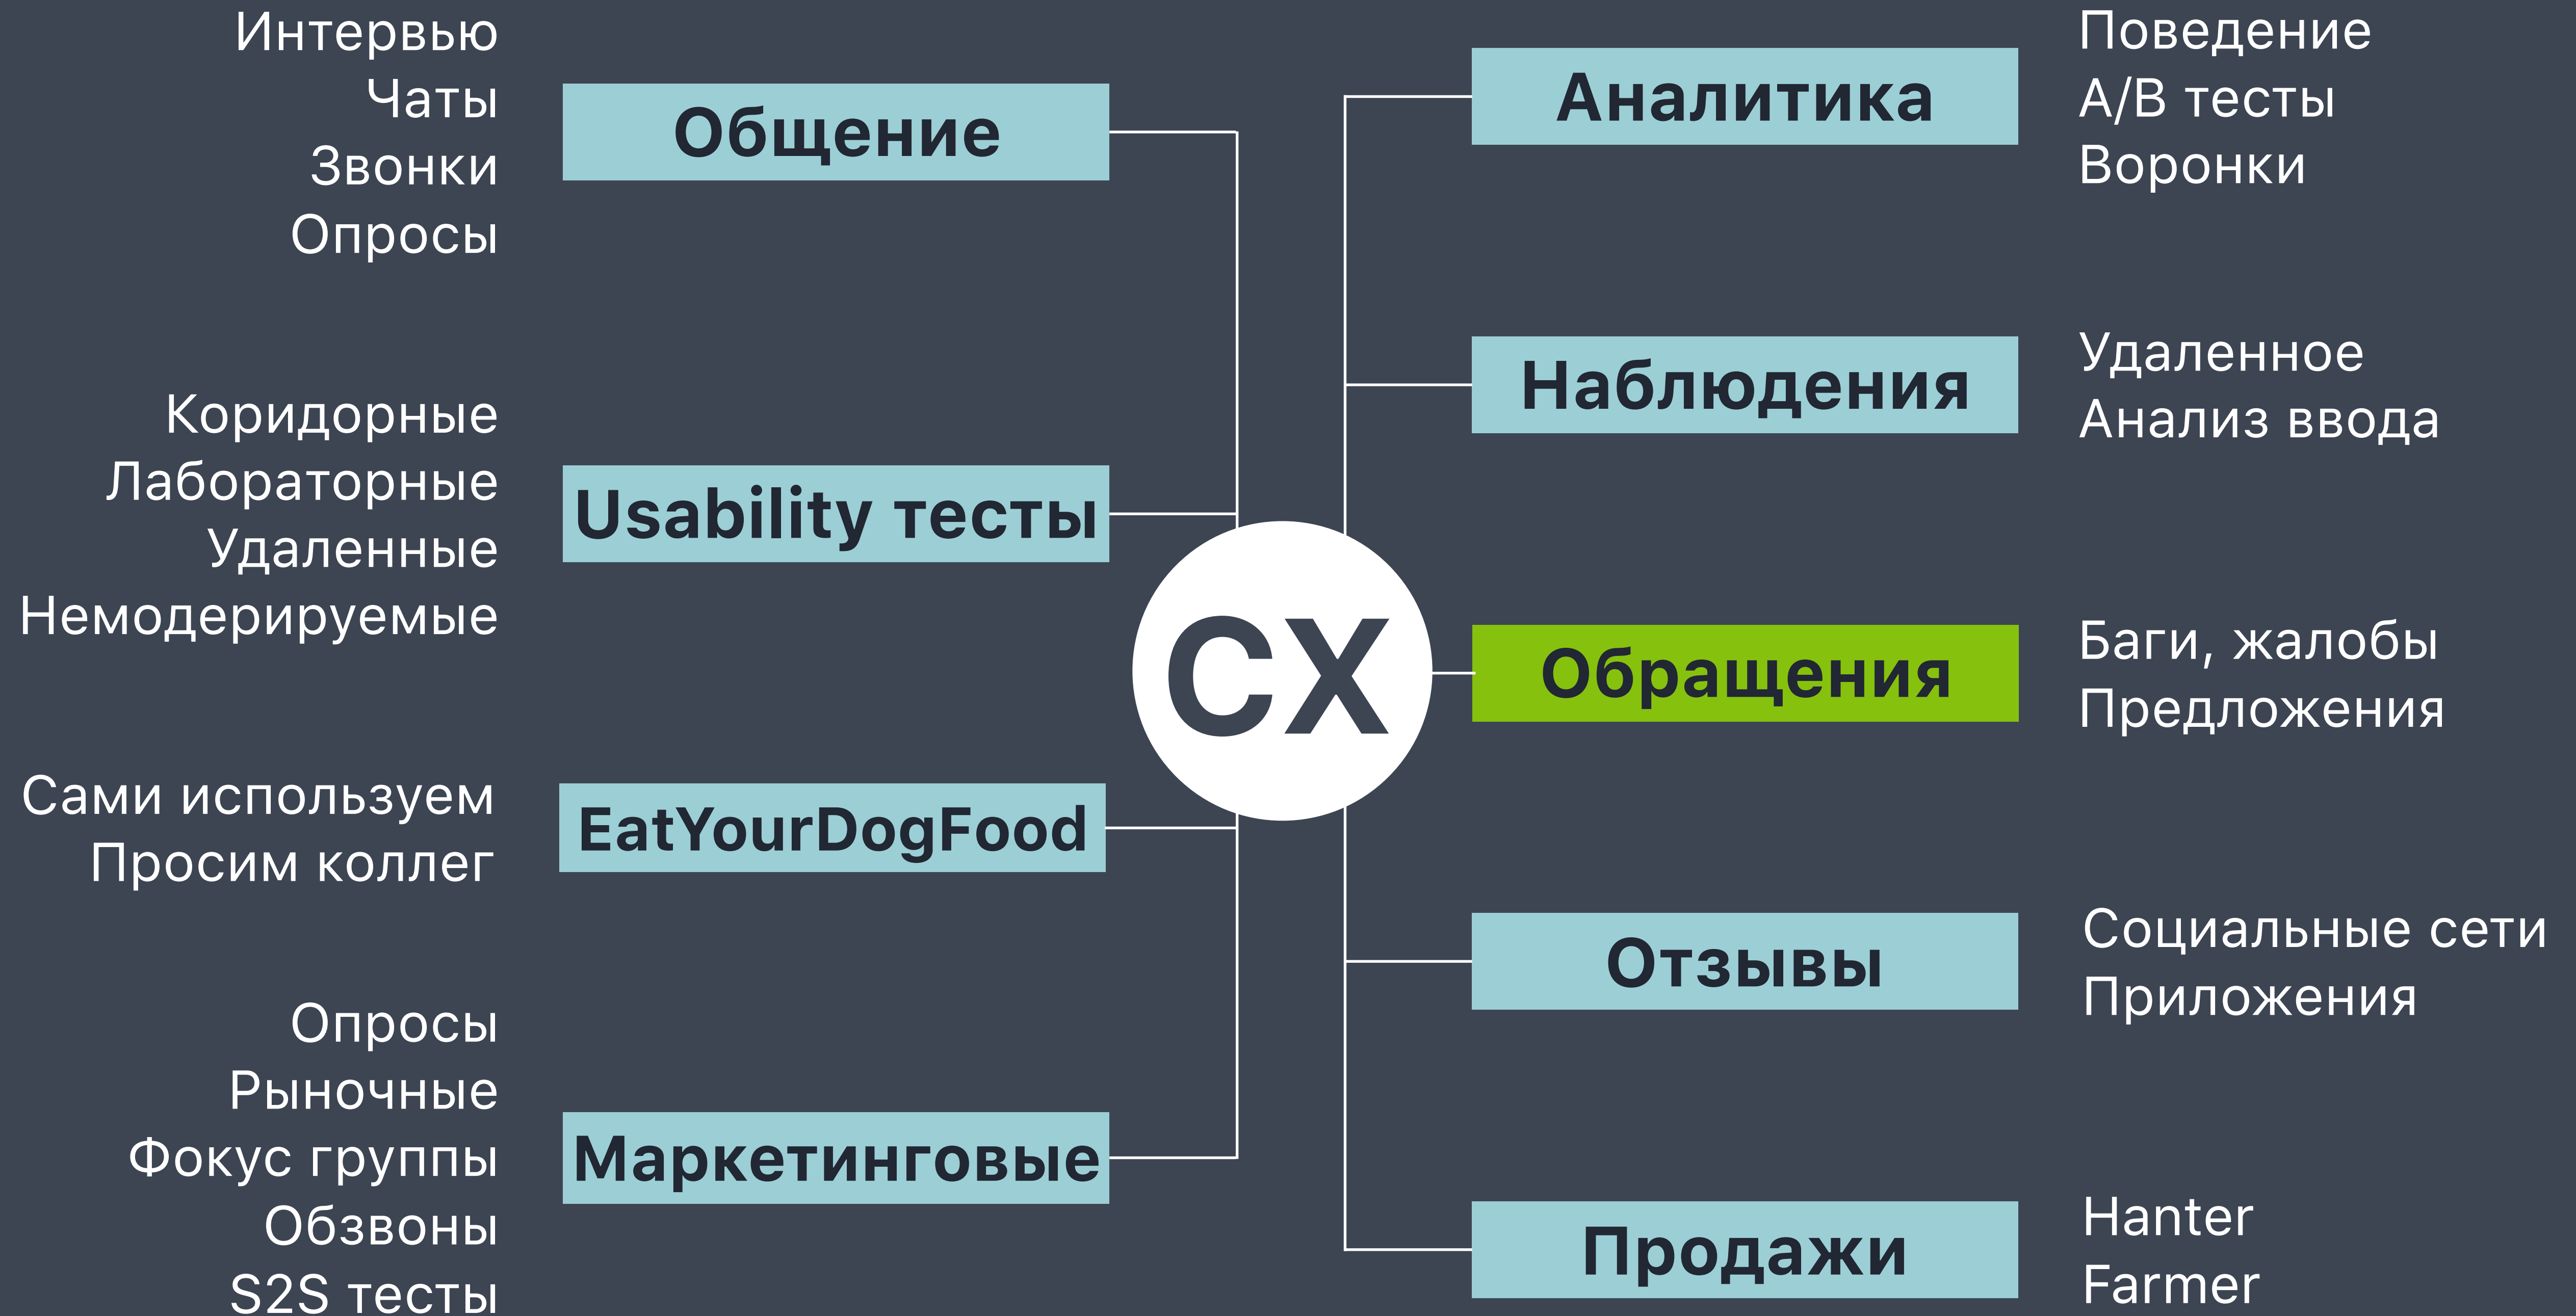 Интервью
Чаты
Звонки
Опросы
Общение
Коридорные
Лабораторные
Удаленные
Немодерируемые
Usability тесты
Сами используем
Просим коллег
EatYourDogFood
Опросы
Рыночные
Фокус группы
Обзвоны
S2S тесты
Маркетинговые
CX
Аналитика
Поведение
A/B тесты
Воронки
Наблюдения
Удаленное
Анализ ввода
Обращения
Баги, жалобы
Предложения
Отзывы
Социальные сети
Приложения
Продажи
Hanter
Farmer